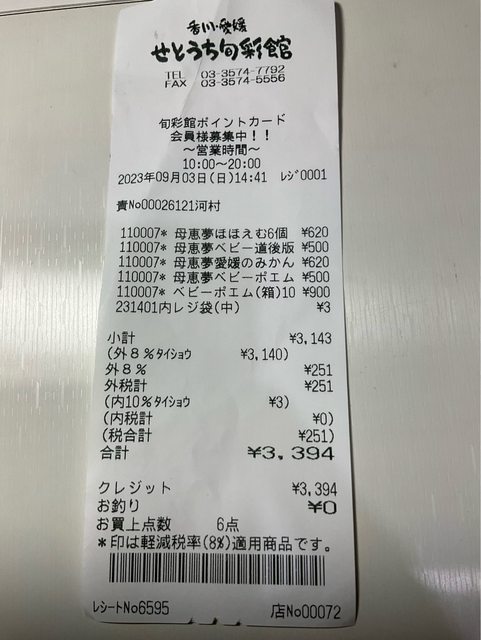 香川・愛媛
せとうち旬彩館
TEL 03-3574-7792
FAX 03-3574-5556
旬彩館ポイントカード
会員様募集中！！
～営業時間～
10:00～20:00
2023年09月03日(日)14:41 ﾚｼﾞ0001
責No00026121河村
110007* 母恵夢ほほえむ6個 ¥620
110007* 母恵夢ベビー道後版 ¥500
110007* 母恵夢愛媛のみかん ¥620
110007* 母恵夢ベビーポエム ¥500
110007* ベビーポエム(箱)10 ¥900
231401内レジ袋(中) ¥3
小計 ¥3,143
(外8％ﾀｲｼｮｳ ¥3,140)
外8％ ¥251
外税計 ¥251
(内10％ﾀｲｼｮｳ ¥3)
(内税計 ¥0)
(税合計 ¥251)
合計 ¥3,394
クレジット ¥3,394
お釣り ¥0
お買上点数 6点
*印は軽減税率(8%)適用商品です。
ﾚｼｰﾄNo6595 店No00072